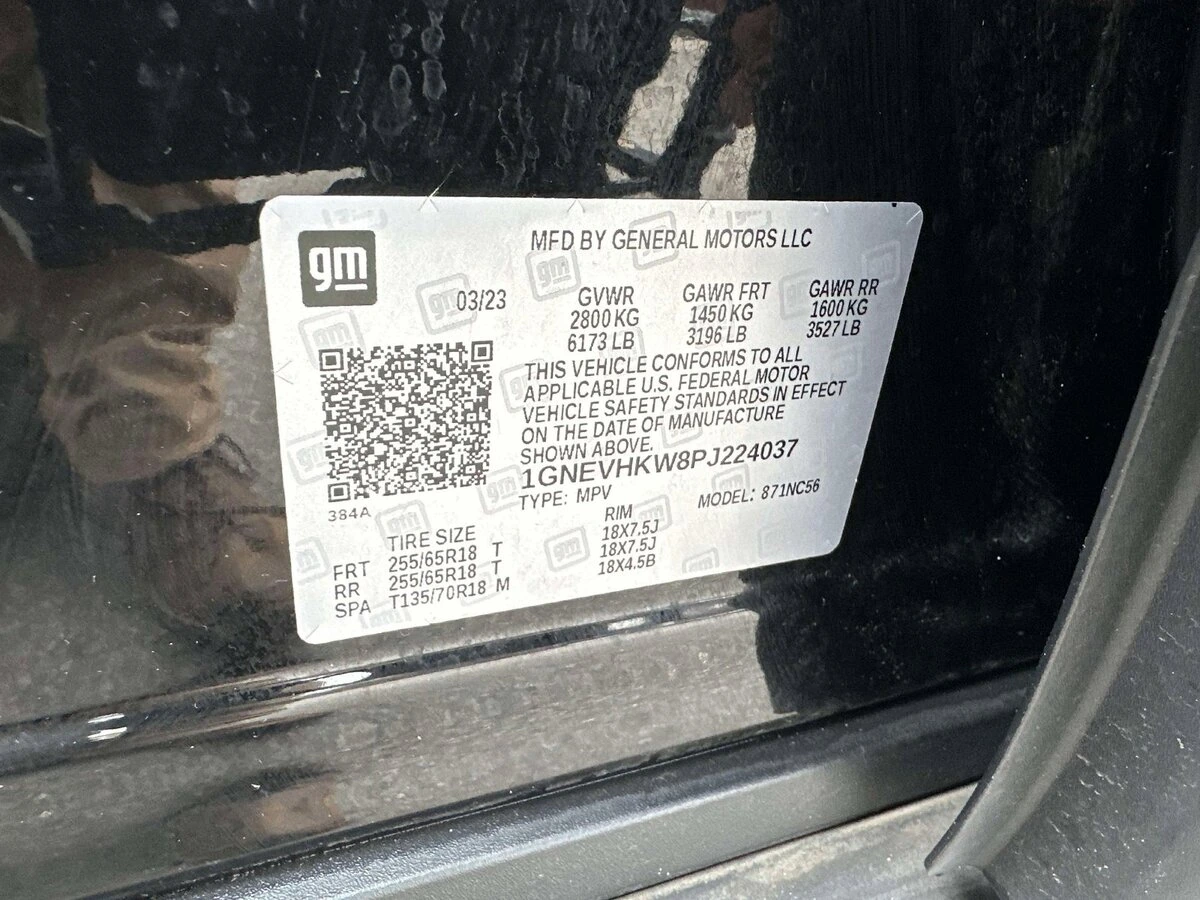 gm
MFD BY GENERAL MOTORS LLC
03/23
GVWR GAWR FRT GAWR RR
2800 KG 1450 KG 1600 KG
6173 LB 3196 LB 3527 LB
THIS VEHICLE CONFORMS TO ALL
APPLICABLE U.S. FEDERAL MOTOR
VEHICLE SAFETY STANDARDS IN EFFECT
ON THE DATE OF MANUFACTURE
SHOWN ABOVE.
1GNEVHKW8PJ224037
TYPE: MPV MODEL: 871NC56
384A
TIRE SIZE RIM
FRT 255/65R18 T 18X7.5J
RR 255/65R18 T 18X7.5J
SPA T135/70R18 M 18X4.5B